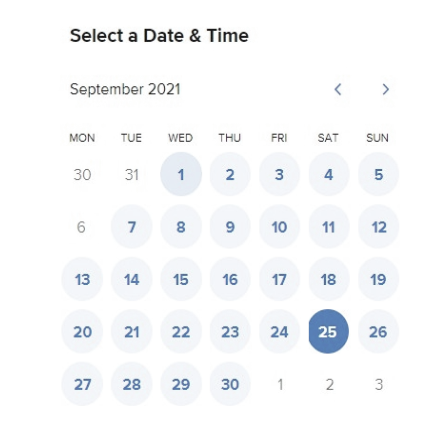 Select a Date & Time
September 2021
MON TUE WED THU FRI SAT SUN
30 31 1 2 3 4 5
6 7 8 9 10 11 12
13 14 15 16 17 18 19
20 21 22 23 24 25 26
27 28 29 30 1 2 3